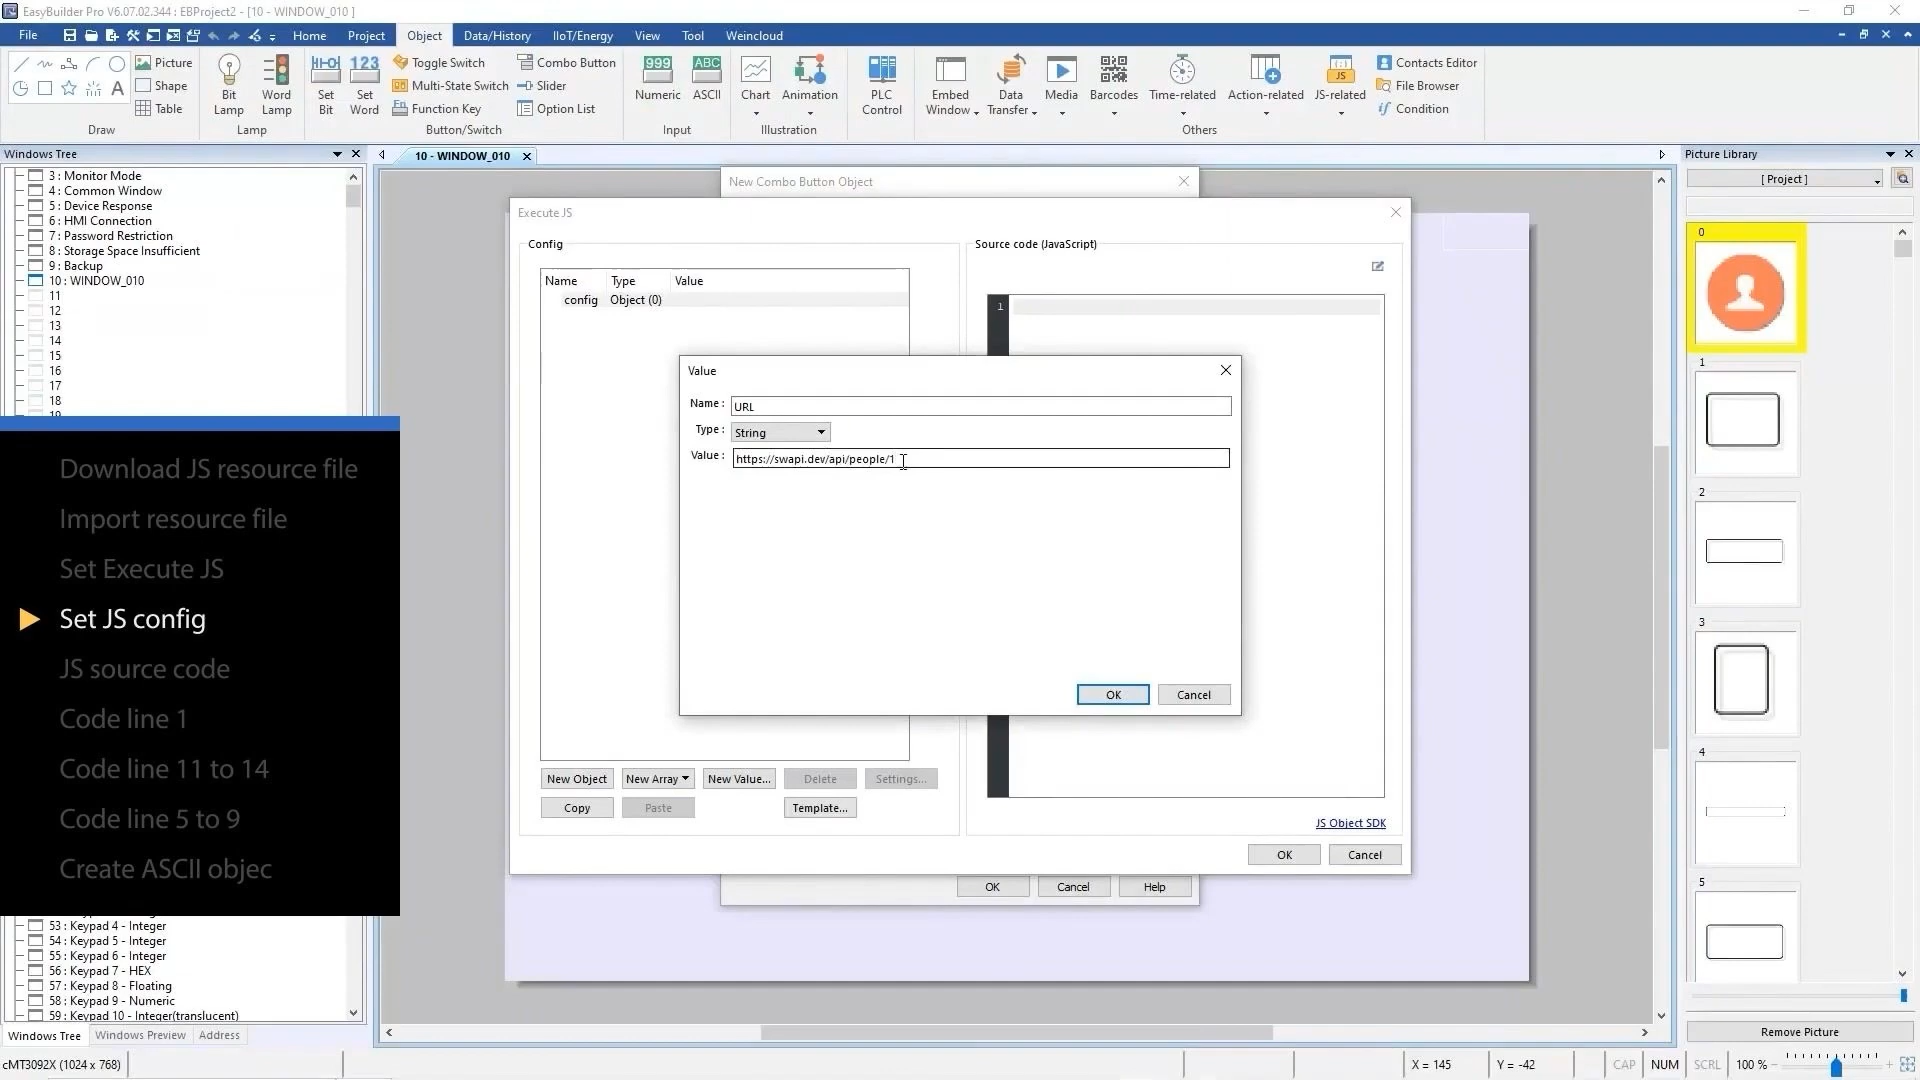 EasyBuilder Pro V6.07.02.344 : EBProject2 - [10 - WINDOW_010 ]
File Home Project Object Data/History IIoT/Energy View Tool Weincloud
Picture
Shape
Table
Draw
Bit Lamp
Word Lamp
Lamp
Set Bit
123
Set Word
Toggle Switch
Multi-State Switch
Function Key
Combo Button
Slider
Option List
Button/Switch
999
Numeric
ABC
ASCII
Input
Chart
Animation
Illustration
PLC Control
Embed Window
Data Transfer
Media
Barcodes
Time-related
Action-related
JS
JS-related
Contacts Editor
File Browser
Condition
Others
Windows Tree
10 - WINDOW_010
Picture Library
3 : Monitor Mode
4 : Common Window
5 : Device Response
6 : HMI Connection
7 : Password Restriction
8 : Storage Space Insufficient
9 : Backup
10 : WINDOW_010
11
12
13
14
15
16
17
18
19
Download JS resource file
Import resource file
Set Execute JS
Set JS config
JS source code
Code line 1
Code line 11 to 14
Code line 5 to 9
Create ASCII objec
53 : Keypad 4 - Integer
54 : Keypad 5 - Integer
55 : Keypad 6 - Integer
56 : Keypad 7 - HEX
57 : Keypad 8 - Floating
58 : Keypad 9 - Numeric
59 : Keypad 10 - Integer(translucent)
Windows Tree Windows Preview Address
New Combo Button Object
Execute JS
Config
Name Type Value
config Object (0)
Source code (JavaScript)
1
Value
Name : URL
Type : String
Value : https://swapi.dev/api/people/1
OK Cancel
New Object New Array New Value... Delete Settings...
Copy Paste Template...
JS Object SDK
OK Cancel
OK Cancel Help
[ Project ]
0
1
2
3
4
5
Remove Picture
cMT3092X (1024 x 768) X = 145 Y = -42 CAP NUM SCRL 100 %